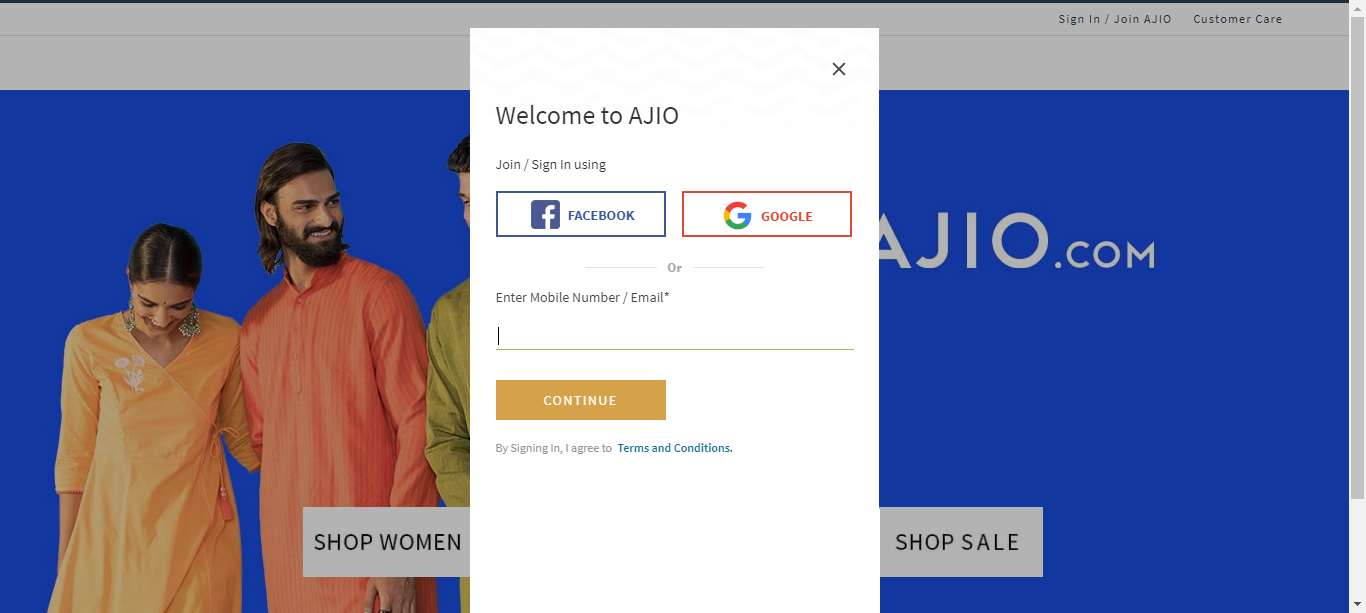 Sign In / Join AJIO Customer Care
Welcome to AJIO
Join / Sign In using
FACEBOOK GOOGLE
AJIO.COM
Or
Enter Mobile Number / Email*
CONTINUE
By Signing In, I agree to Terms and Conditions.
SHOP WOMEN SHOP SALE